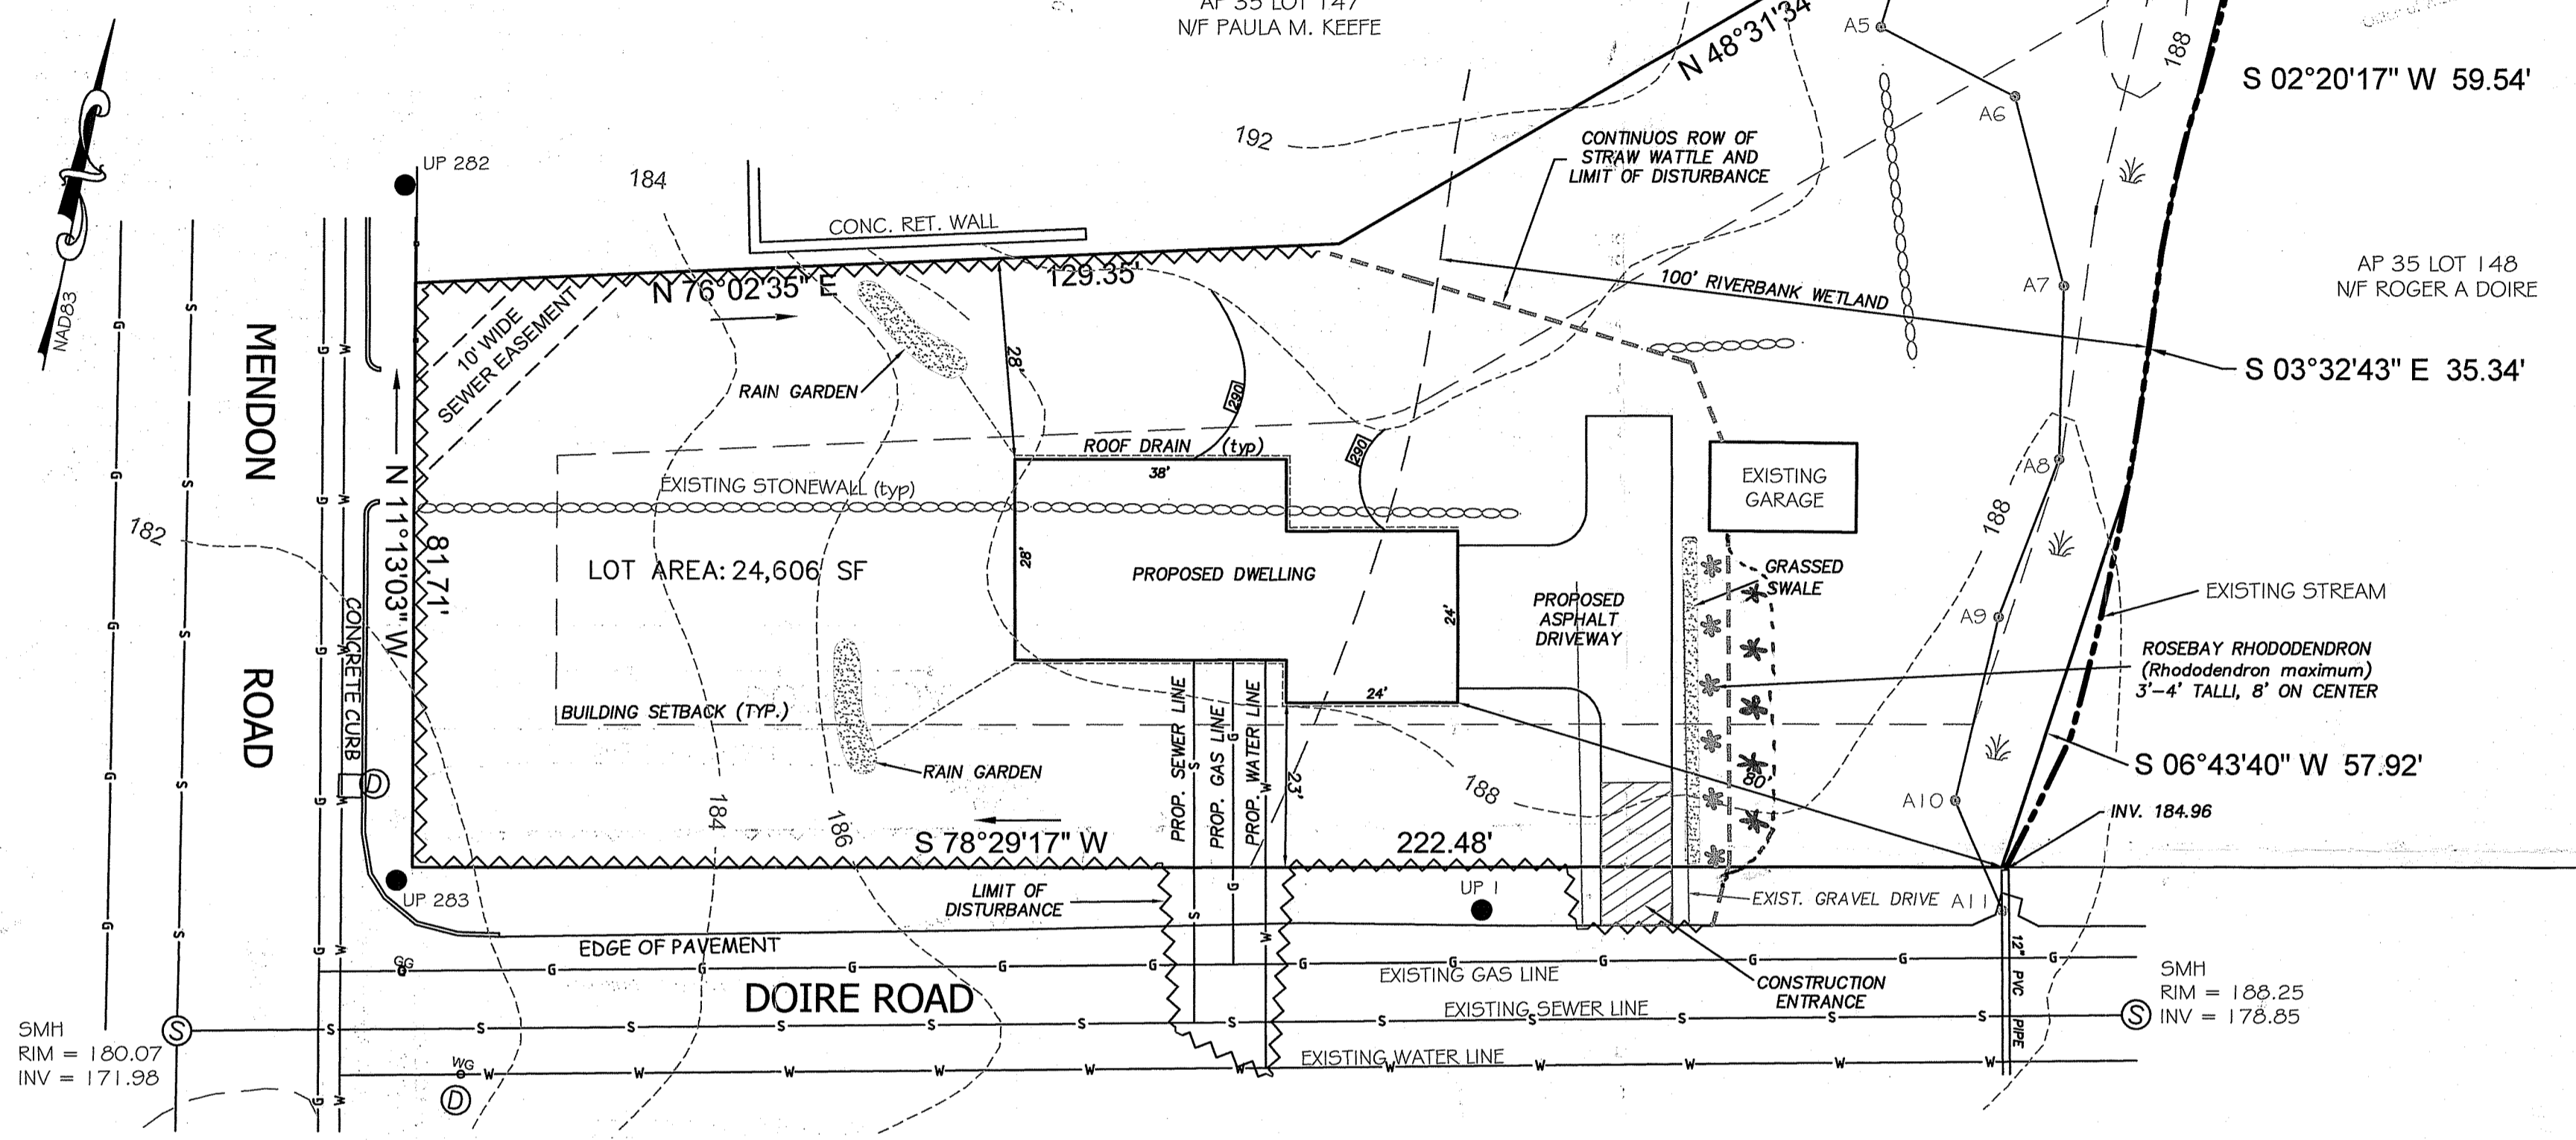 AP 35 LOT 147
N/F PAULA M. KEEFE
N 48°31'34"
A5
188
S 02°20'17" W 59.54'
A6
192
CONTINUOS ROW OF
STRAW WATTLE AND
LIMIT OF DISTURBANCE
UP 282
184
CONC. RET. WALL
NAD83
N 76°02'35" E
129.35'
100' RIVERBANK WETLAND
A7
AP 35 LOT 148
N/F ROGER A DOIRE
S 03°32'43" E 35.34'
10' WIDE
SEWER EASEMENT
RAIN GARDEN
28'
290
290
ROOF DRAIN (typ)
38'
MENDON
ROAD
N 11°13'03" W
81.71'
CONCRETE CURB
182
EXISTING STONEWALL (typ)
EXISTING
GARAGE
A8
188
LOT AREA: 24,606 SF
28'
PROPOSED DWELLING
24'
24'
PROPOSED
ASPHALT
DRIVEWAY
GRASSED
SWALE
A9
EXISTING STREAM
ROSEBAY RHODODENDRON
(Rhododendron maximum)
3'-4' TALLI, 8' ON CENTER
BUILDING SETBACK (TYP.)
RAIN GARDEN
PROP. SEWER LINE
PROP. GAS LINE
PROP. WATER LINE
23'
188
80'
A10
S 06°43'40" W 57.92'
INV. 184.96
D
184
186
S 78°29'17" W
222.48'
UP 283
LIMIT OF
DISTURBANCE
UP 1
EXIST. GRAVEL DRIVE
A11
EDGE OF PAVEMENT
GG
DOIRE ROAD
EXISTING GAS LINE
EXISTING SEWER LINE
EXISTING WATER LINE
CONSTRUCTION
ENTRANCE
12" PVC PIPE
SMH
RIM = 188.25
INV = 178.85
S
SMH
RIM = 180.07
INV = 171.98
S
WG
D